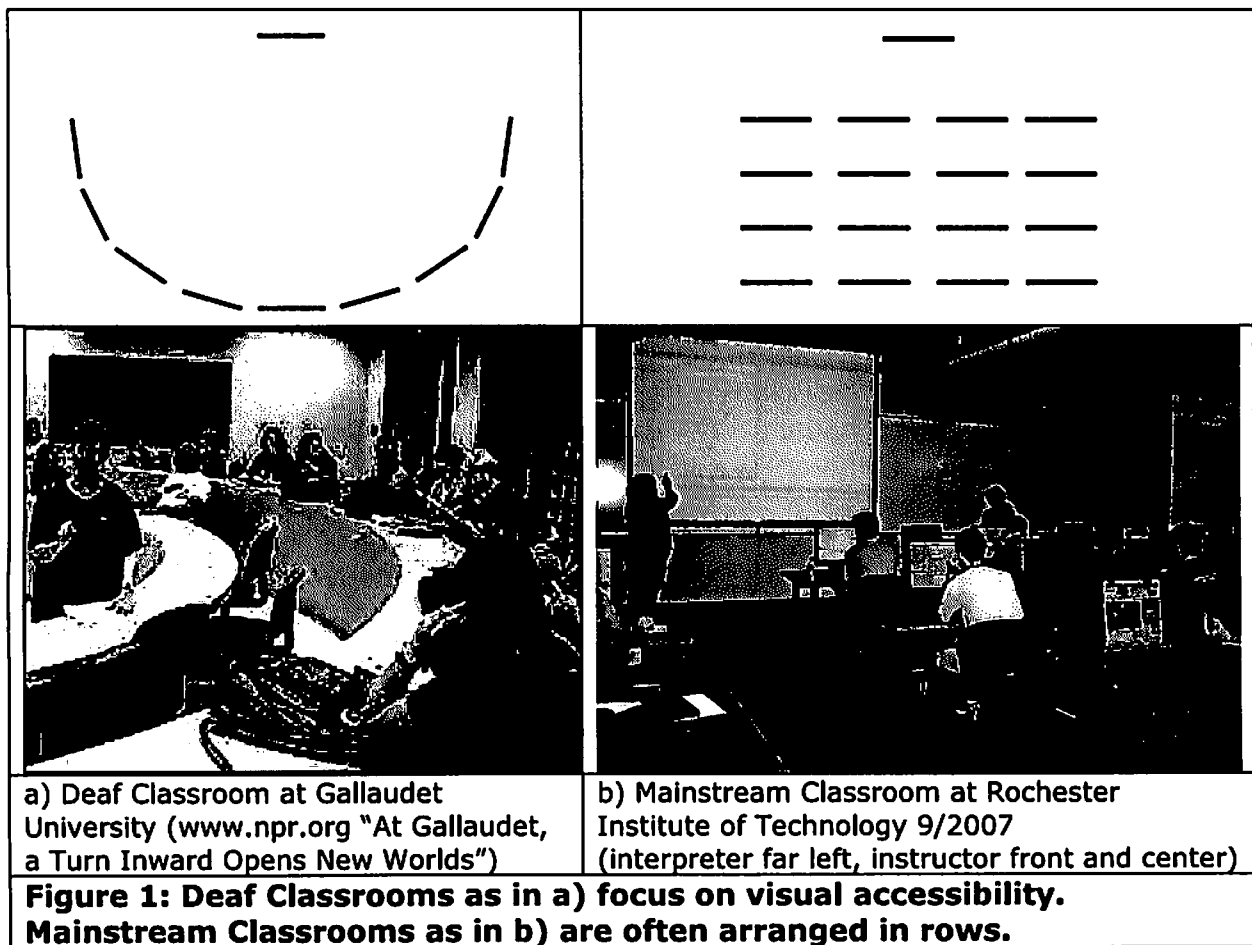 a) Deaf Classroom at Gallaudet
University (www.npr.org "At Gallaudet,
a Turn Inward Opens New Worlds")
b) Mainstream Classroom at Rochester
Institute of Technology 9/2007
(interpreter far left, instructor front and center)
Figure 1: Deaf Classrooms as in a) focus on visual accessibility.
Mainstream Classrooms as in b) are often arranged in rows.